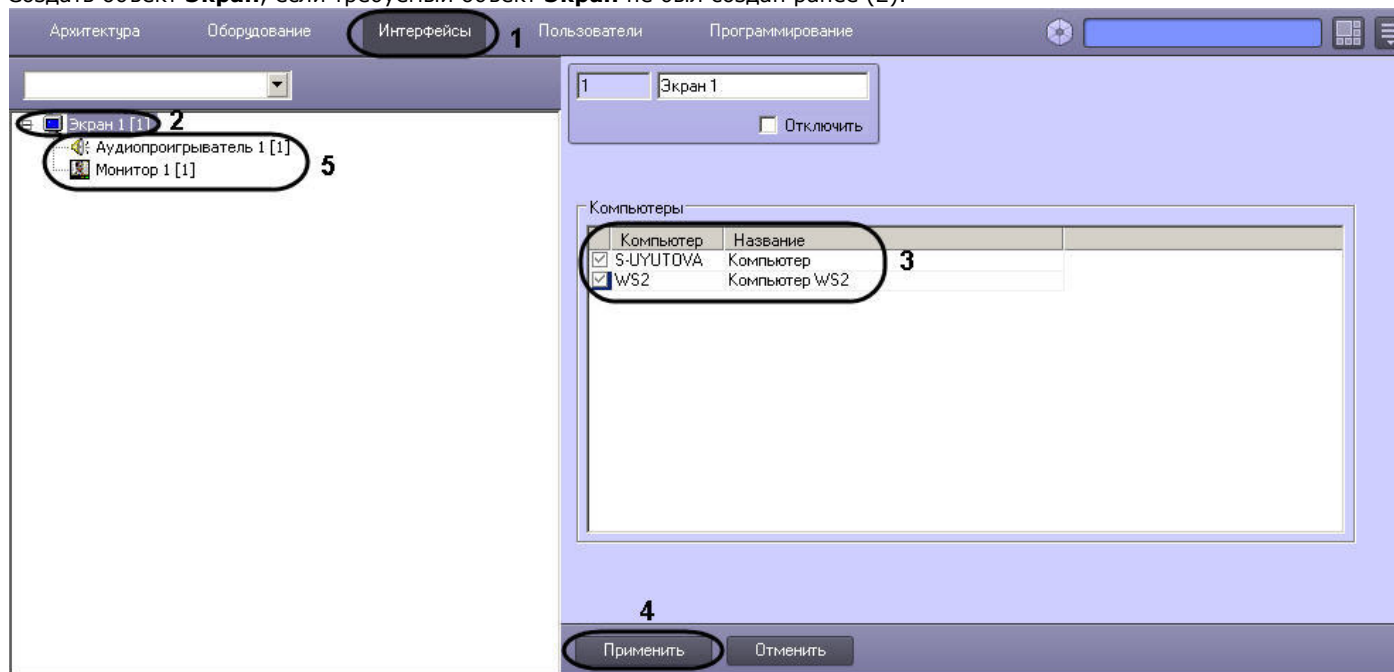 Создать объект Экран, если требуемый объект Экран не был создан ранее (2).
Архитектура Оборудование Интерфейсы 1 Пользователи Программирование
1 Экран 1
Отключить
Экран 1 [1] 2
Аудиопроигрыватель 1 [1]
Монитор 1 [1]
5
Компьютеры
Компьютер Название
S-UYUTOVA Компьютер
WS2 Компьютер WS2
3
4
Применить Отменить